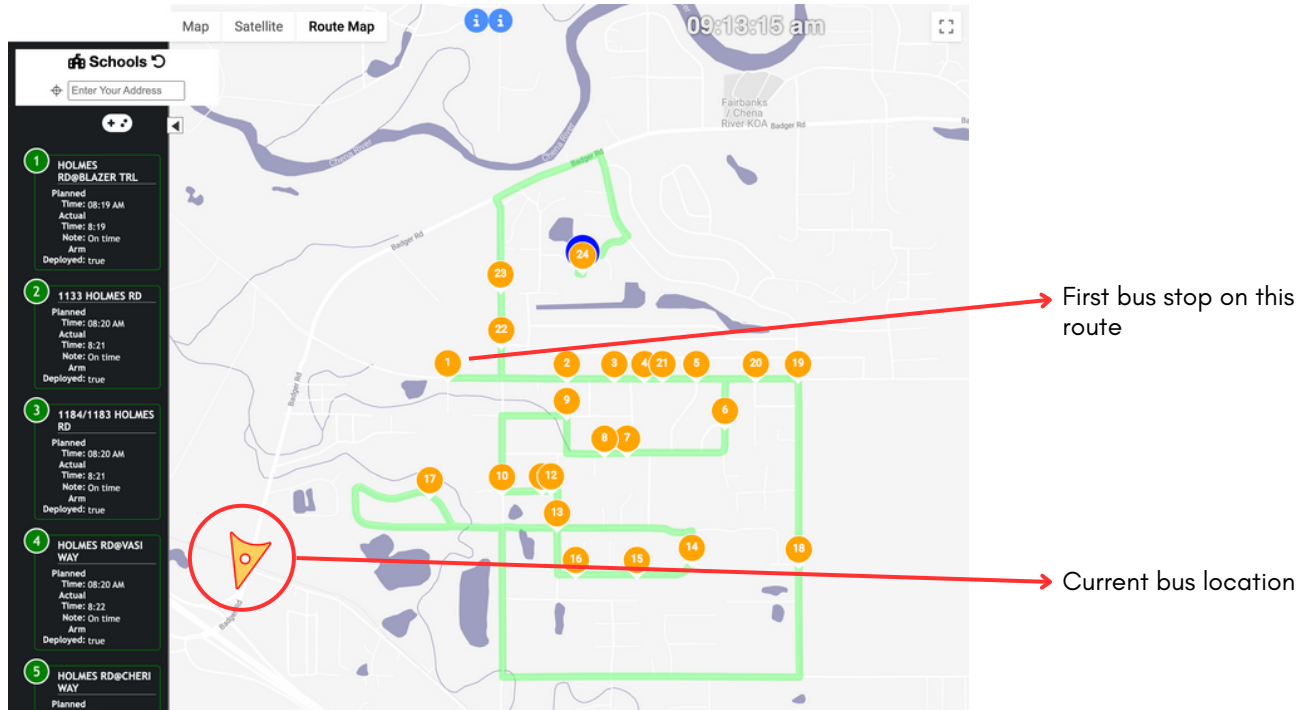 Map Satellite Route Map
i i
09:13:15 am
Schools
Enter Your Address
1
HOLMES
RD@BLAZER TRL
Planned
Time: 08:19 AM
Actual
Time: 8:19
Note: On time
Arm
Deployed: true
2
1133 HOLMES RD
Planned
Time: 08:20 AM
Actual
Time: 8:21
Note: On time
Arm
Deployed: true
3
1184/1183 HOLMES
RD
Planned
Time: 08:20 AM
Actual
Time: 8:21
Note: On time
Arm
Deployed: true
4
HOLMES RD@VASI
WAY
Planned
Time: 08:20 AM
Actual
Time: 8:22
Note: On time
Arm
Deployed: true
5
HOLMES RD@CHERI
WAY
Planned
Fairbanks
/ Chena
River KOA
Badger Rd
Ba
Chena River
Chena River
Badger Rd
Badger Rd
24
23
22
1
2
3
4
21
5
20
19
9
6
8
7
17
10
12
13
16
15
14
18
Badger Rd
Badger Rd
First bus stop on this
route
Current bus location